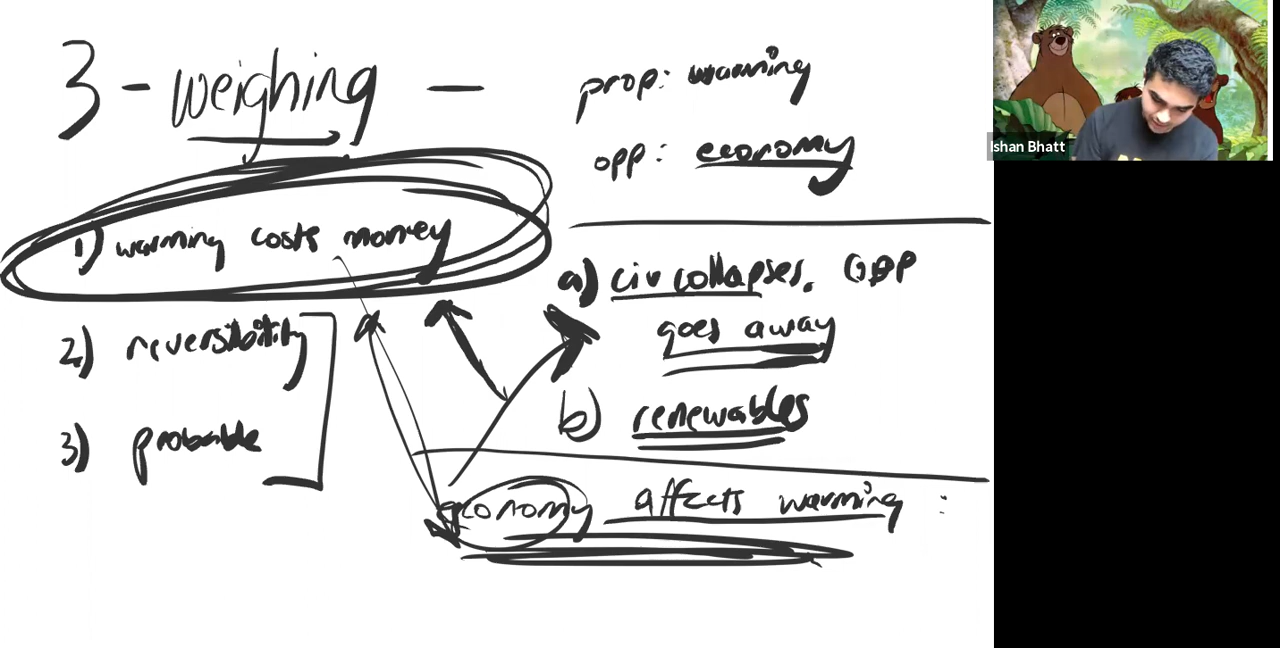 3 - weighing -
prop: warming
opp: economy
1) warming costs money
2) reversibility
3) probable
a) civ collapses. GDP
goes away
b) renewables
economy affects warming :
Ishan Bhatt